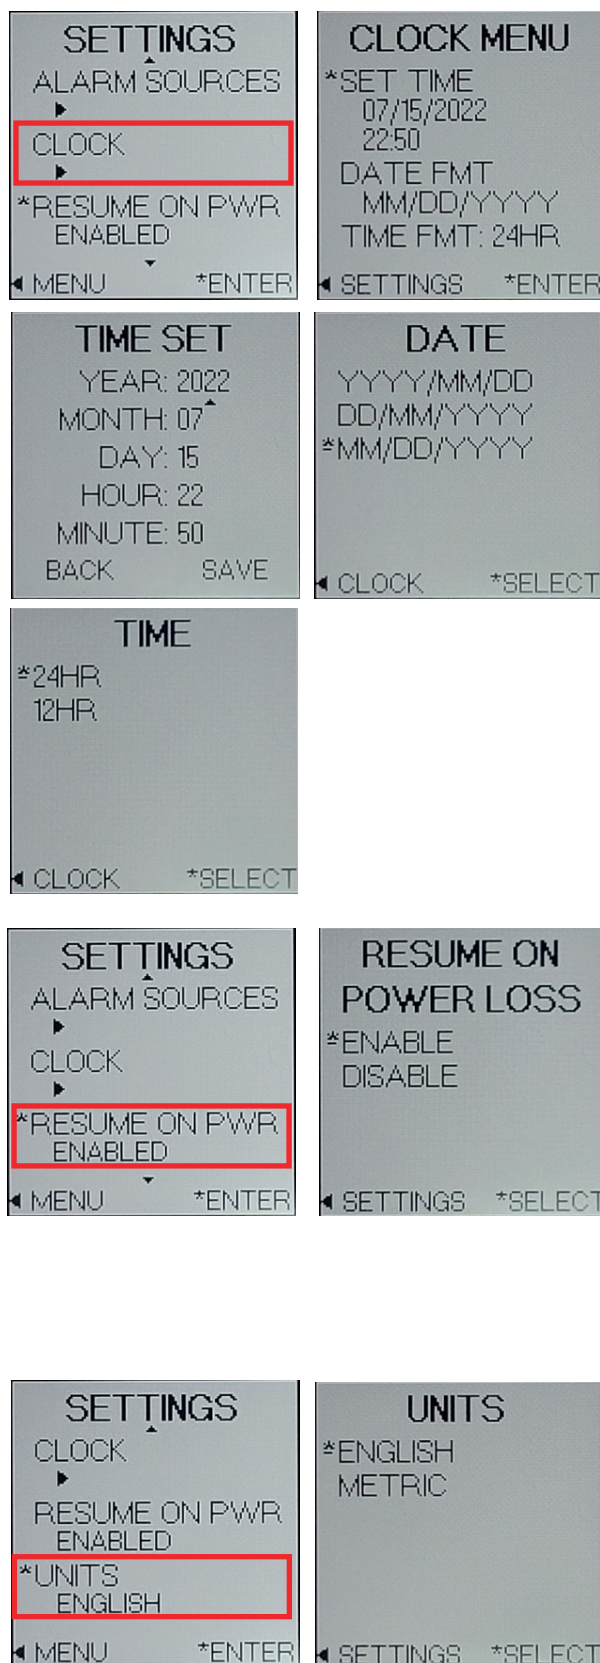 SETTINGS
ALARM SOURCES
CLOCK
*RESUME ON PWR
ENABLED
MENU *ENTER
CLOCK MENU
*SET TIME
07/15/2022
22:50
DATE FMT
MM/DD/YYYY
TIME FMT: 24HR
SETTINGS *ENTER
TIME SET
YEAR: 2022
MONTH: 07
DAY: 15
HOUR: 22
MINUTE: 50
BACK SAVE
DATE
YYYY/MM/DD
DD/MM/YYYY
*MM/DD/YYYY
CLOCK *SELECT
TIME
*24HR
12HR
CLOCK *SELECT
SETTINGS
ALARM SOURCES
CLOCK
*RESUME ON PWR
ENABLED
MENU *ENTER
RESUME ON
POWER LOSS
*ENABLE
DISABLE
SETTINGS *SELECT
SETTINGS
CLOCK
RESUME ON PWR
ENABLED
*UNITS
ENGLISH
MENU *ENTER
UNITS
*ENGLISH
METRIC
SETTINGS *SELECT